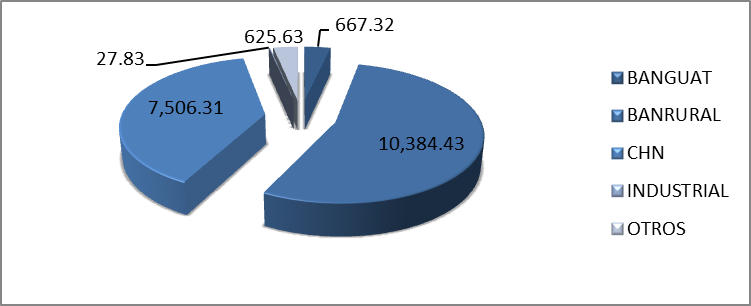 625.63
667.32
27.83
7,506.31
10,384.43
BANGUAT
BANRURAL
CHN
INDUSTRIAL
OTROS